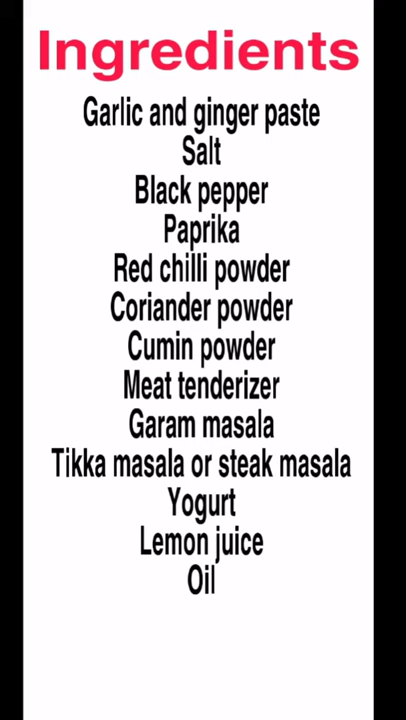 Ingredients
Garlic and ginger paste
Salt
Black pepper
Paprika
Red chilli powder
Coriander powder
Cumin powder
Meat tenderizer
Garam masala
Tikka masala or steak masala
Yogurt
Lemon juice
Oil